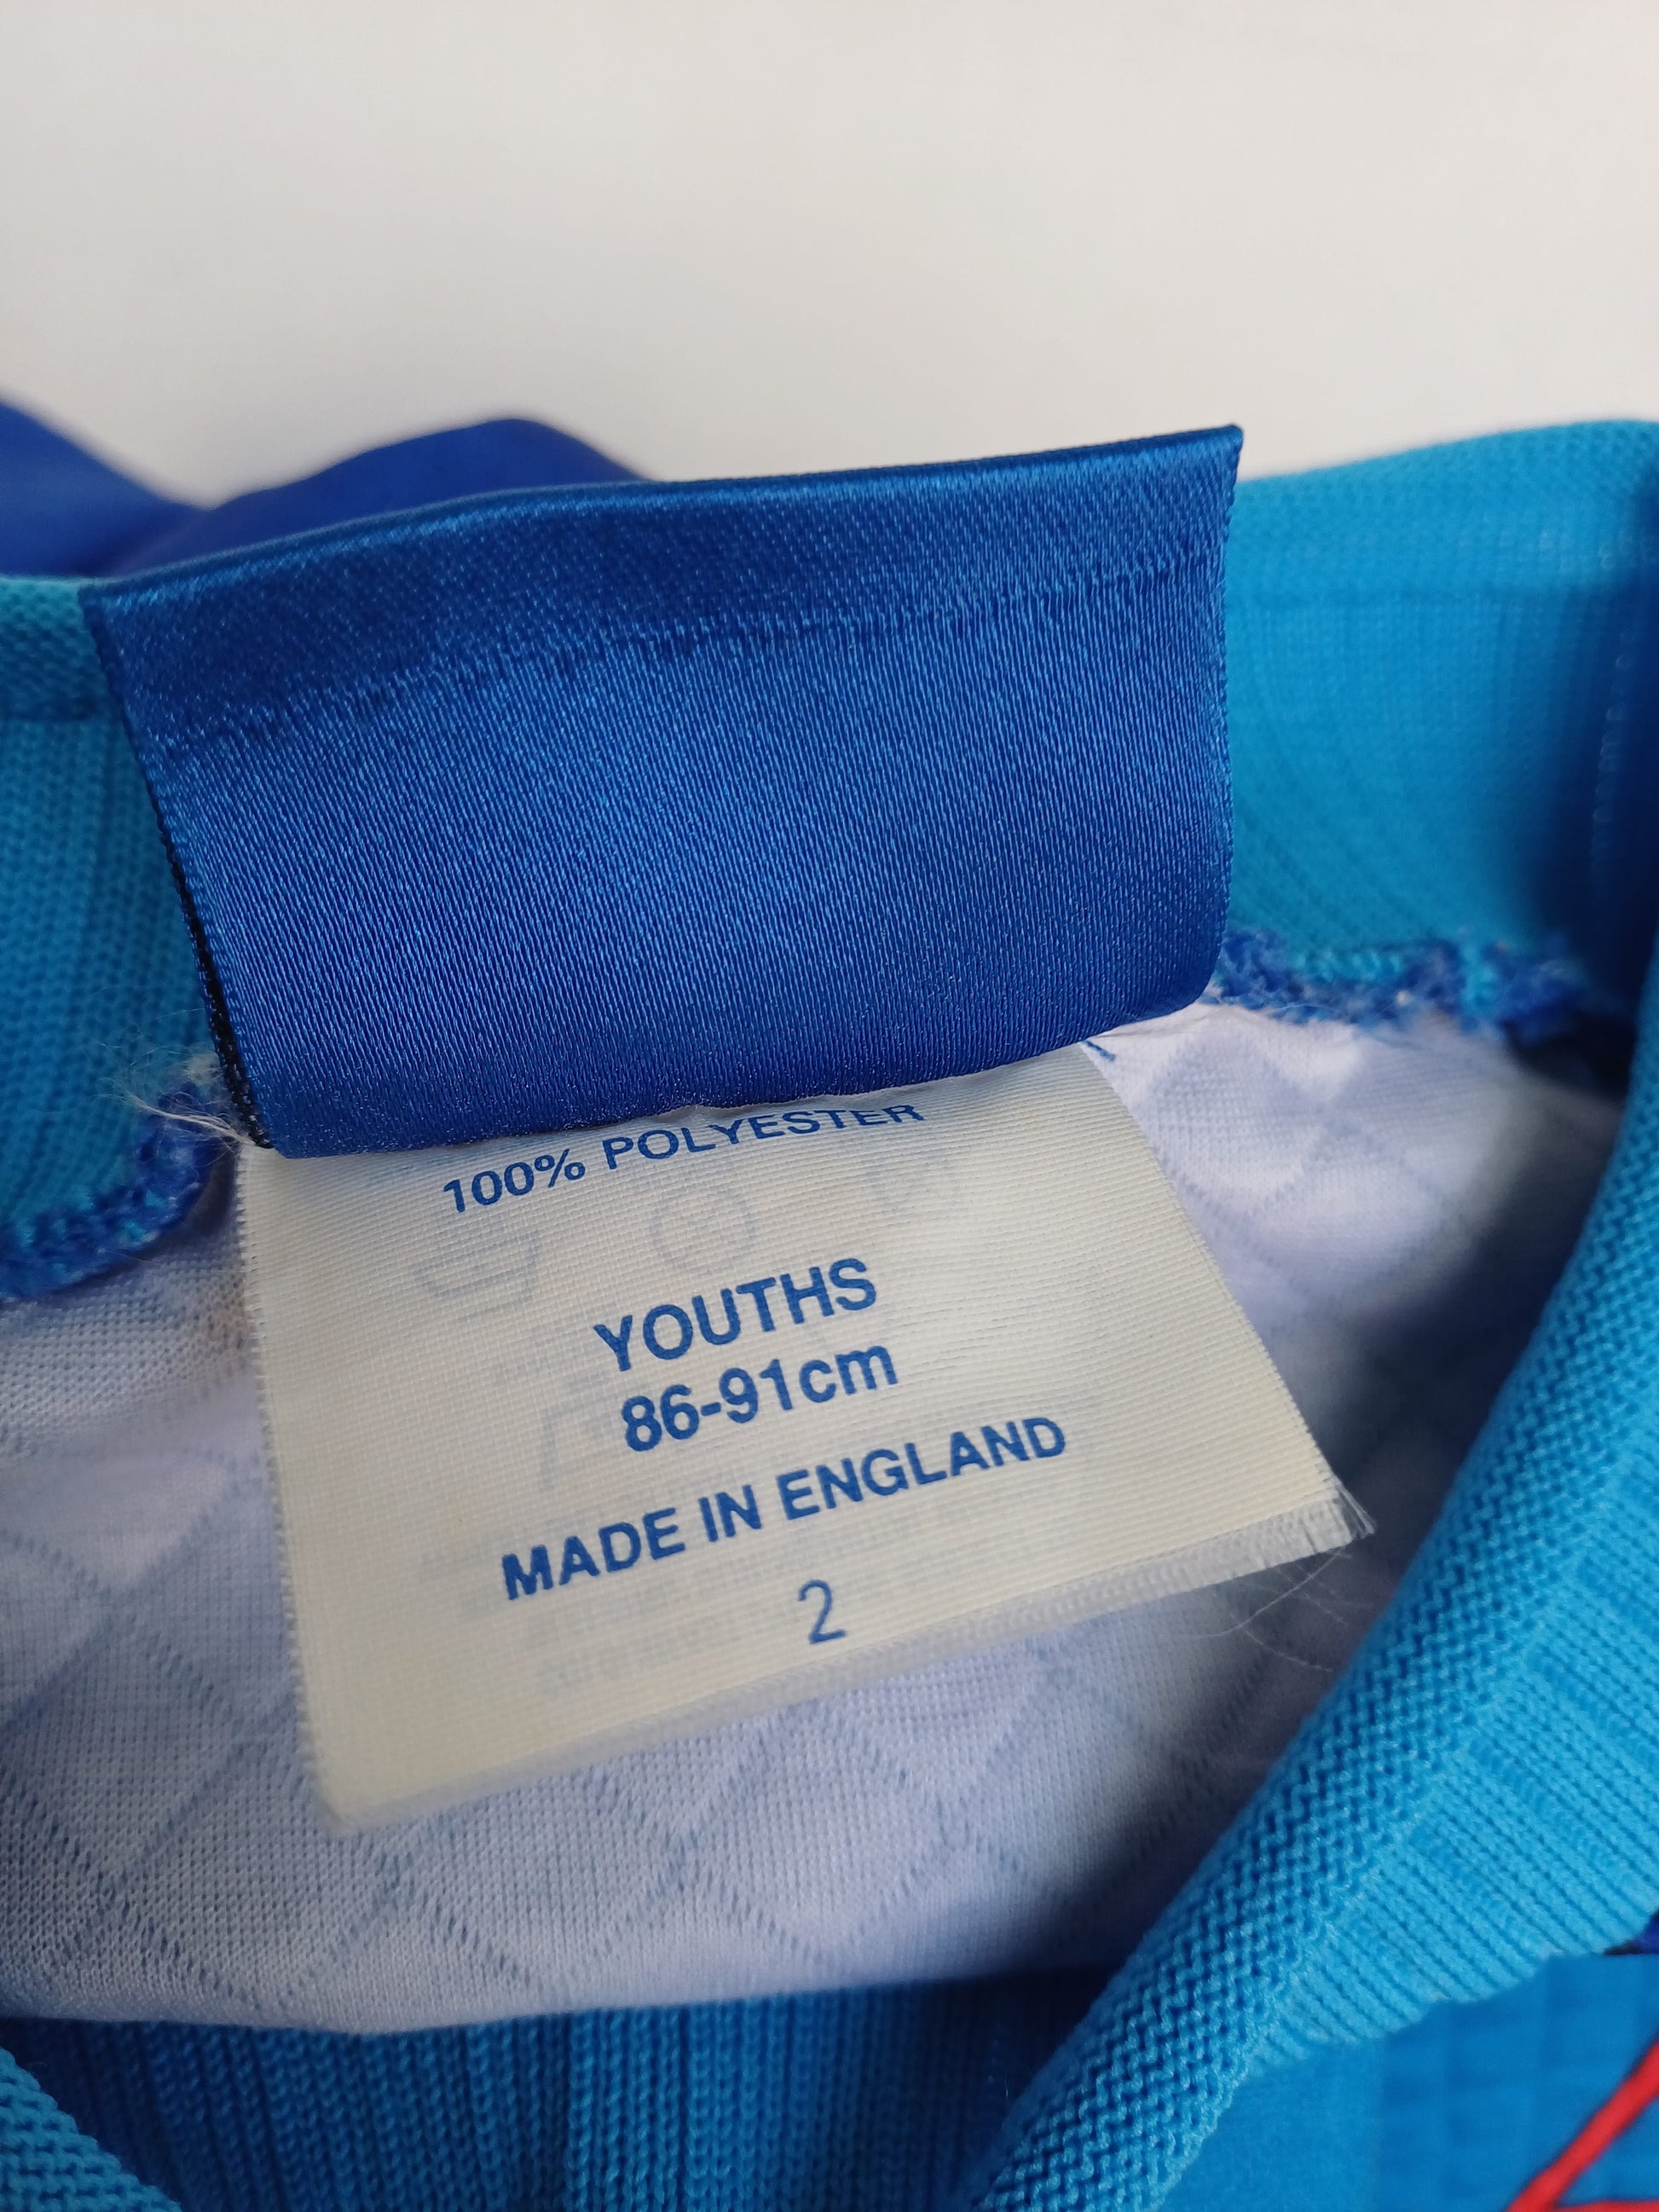 100% POLYESTER
YOUTHS
86-91cm
MADE IN ENGLAND
2